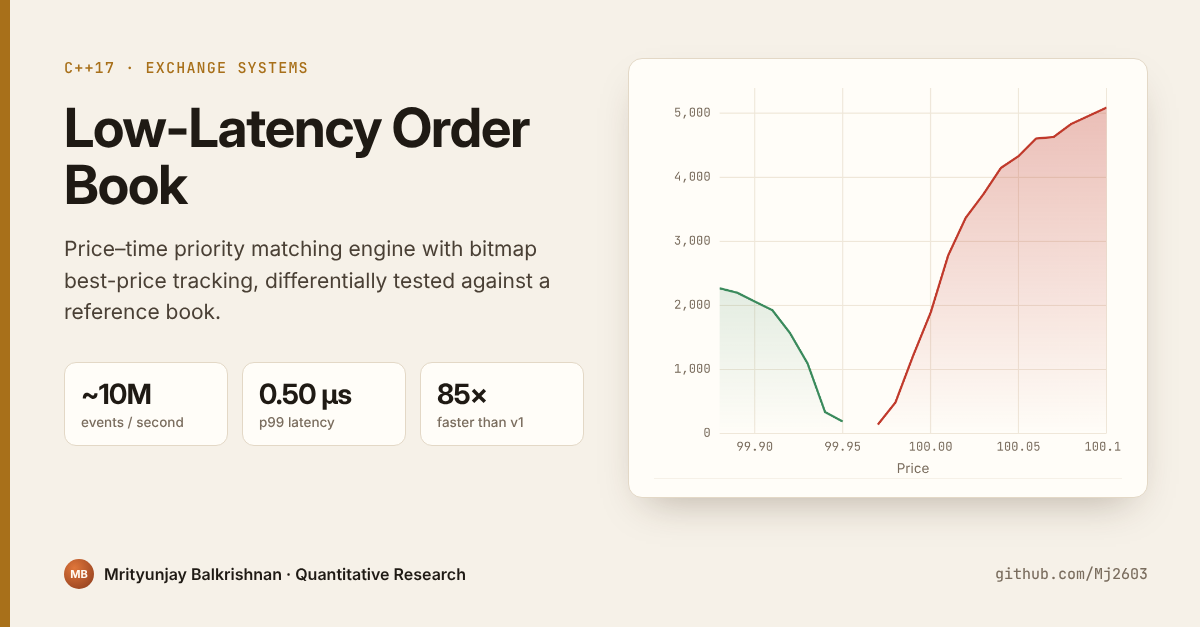 C++17 · EXCHANGE SYSTEMS
Low-Latency Order
Book
Price–time priority matching engine with bitmap
best-price tracking, differentially tested against a
reference book.
~10M
events / second
0.50 µs
p99 latency
85×
faster than v1
5,000
4,000
3,000
2,000
1,000
0
99.90
99.95
100.00
100.05
100.1
Price
MB
Mrityunjay Balkrishnan · Quantitative Research
github.com/Mj2603